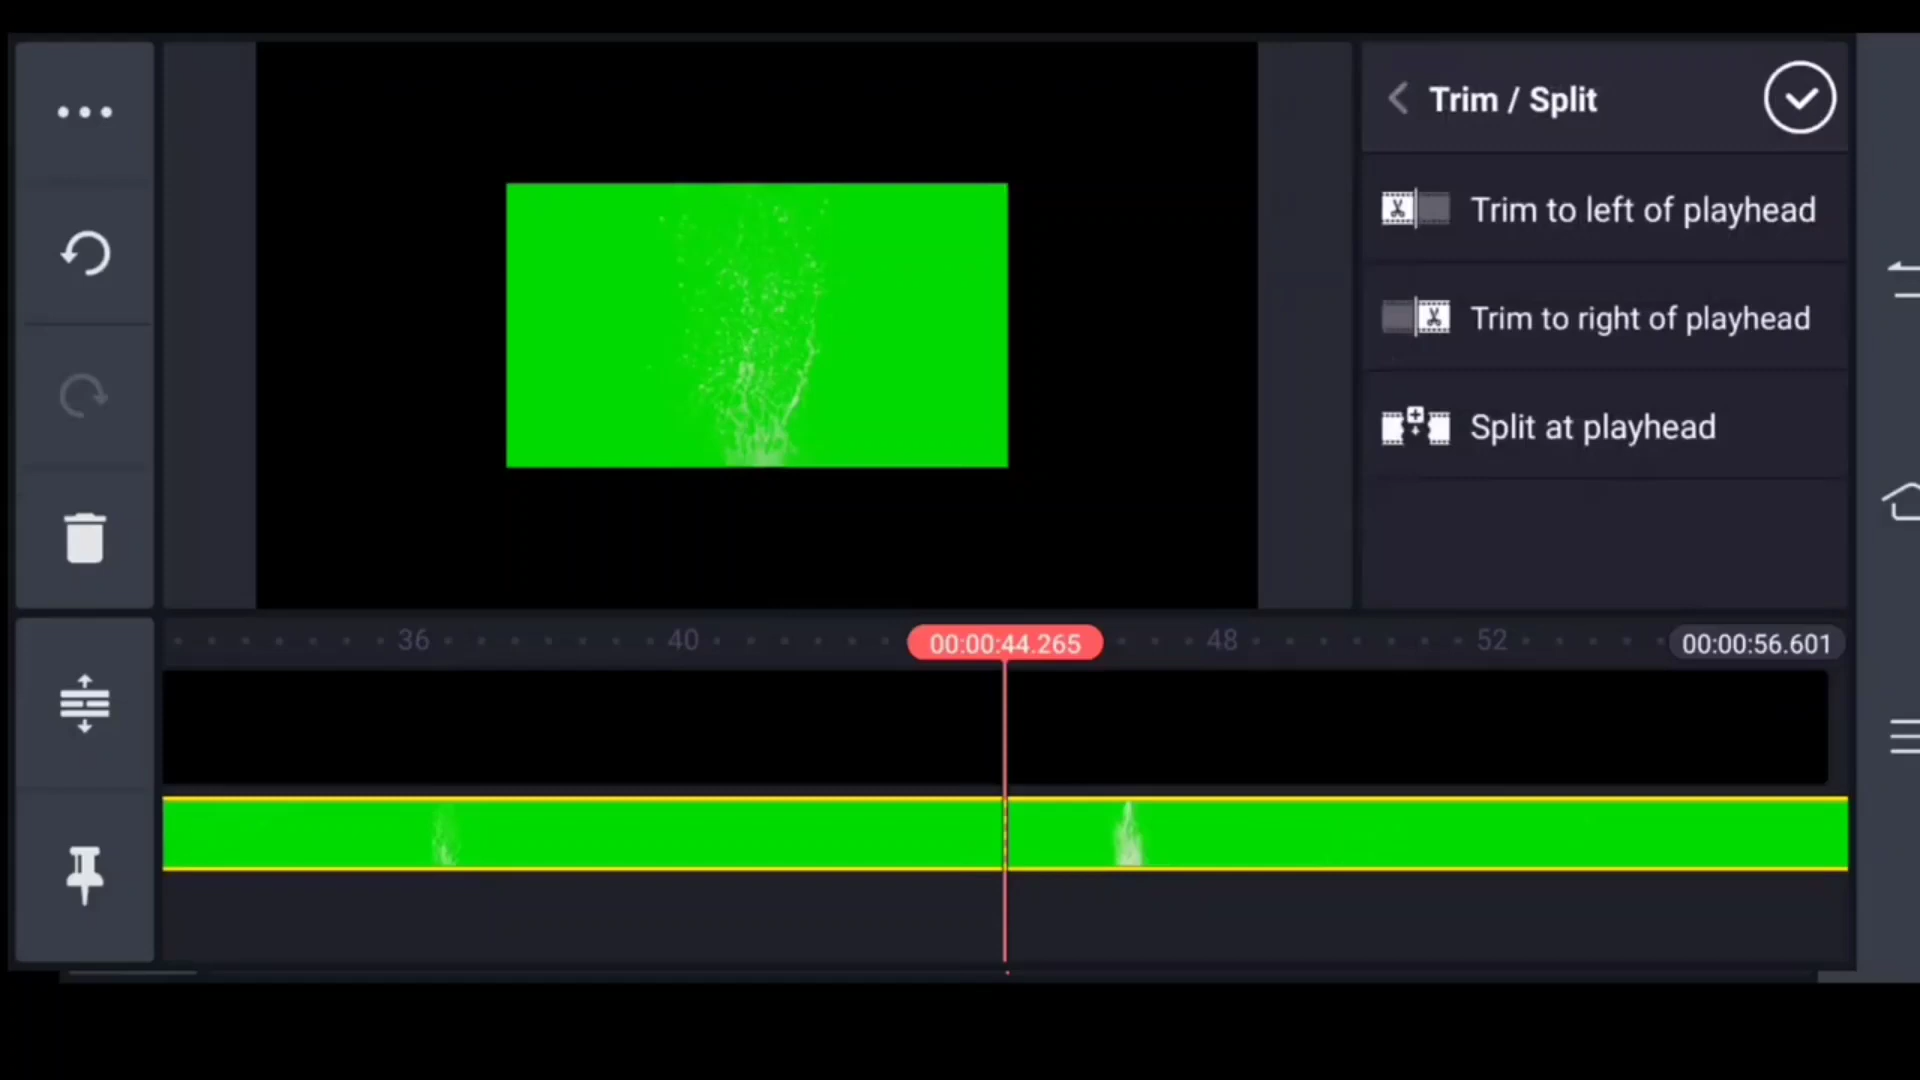 Trim / Split
Trim to left of playhead
Trim to right of playhead
Split at playhead
36
40
00:00:44.265
48
52
00:00:56.601